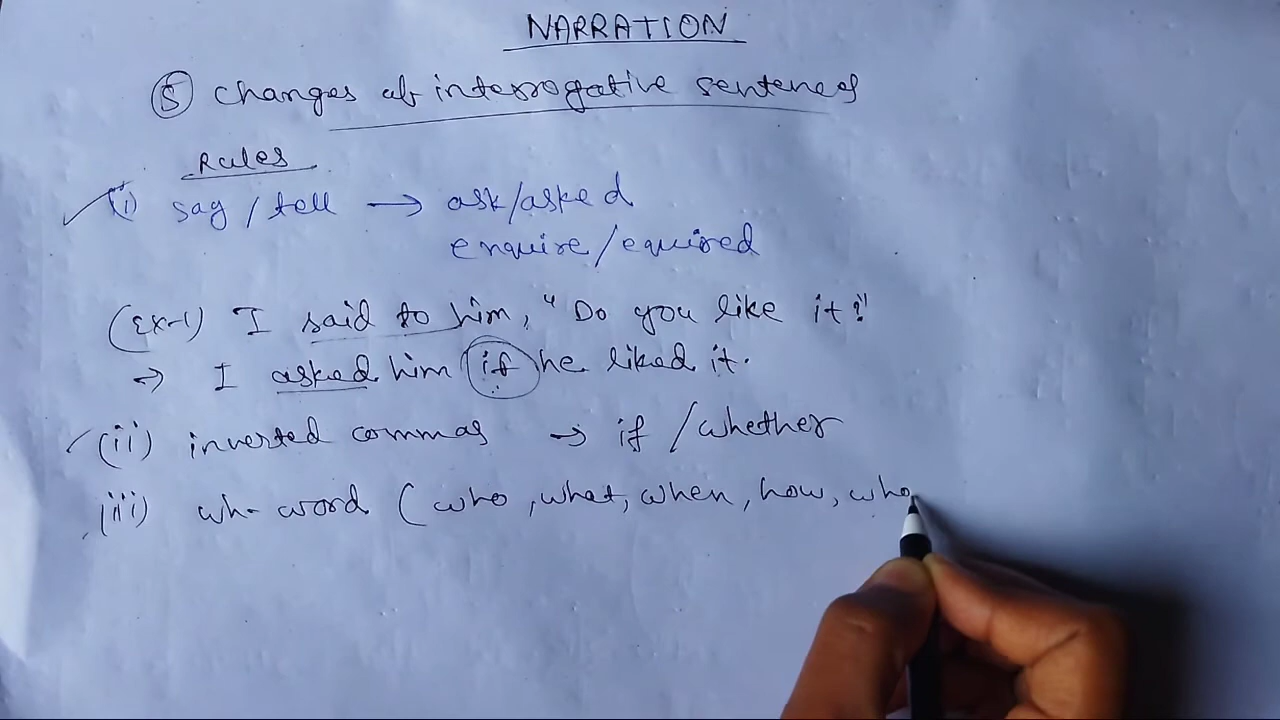 NARRATION
(5) changes of interrogative sentences
Rules
(i) say/tell → ask/asked
enquire/equired
(Ex-1) I said to him, "Do you like it?"
→ I asked him if he liked it.
(ii) inverted commas → if/whether
(iii) wh-word (who, what, when, how, who